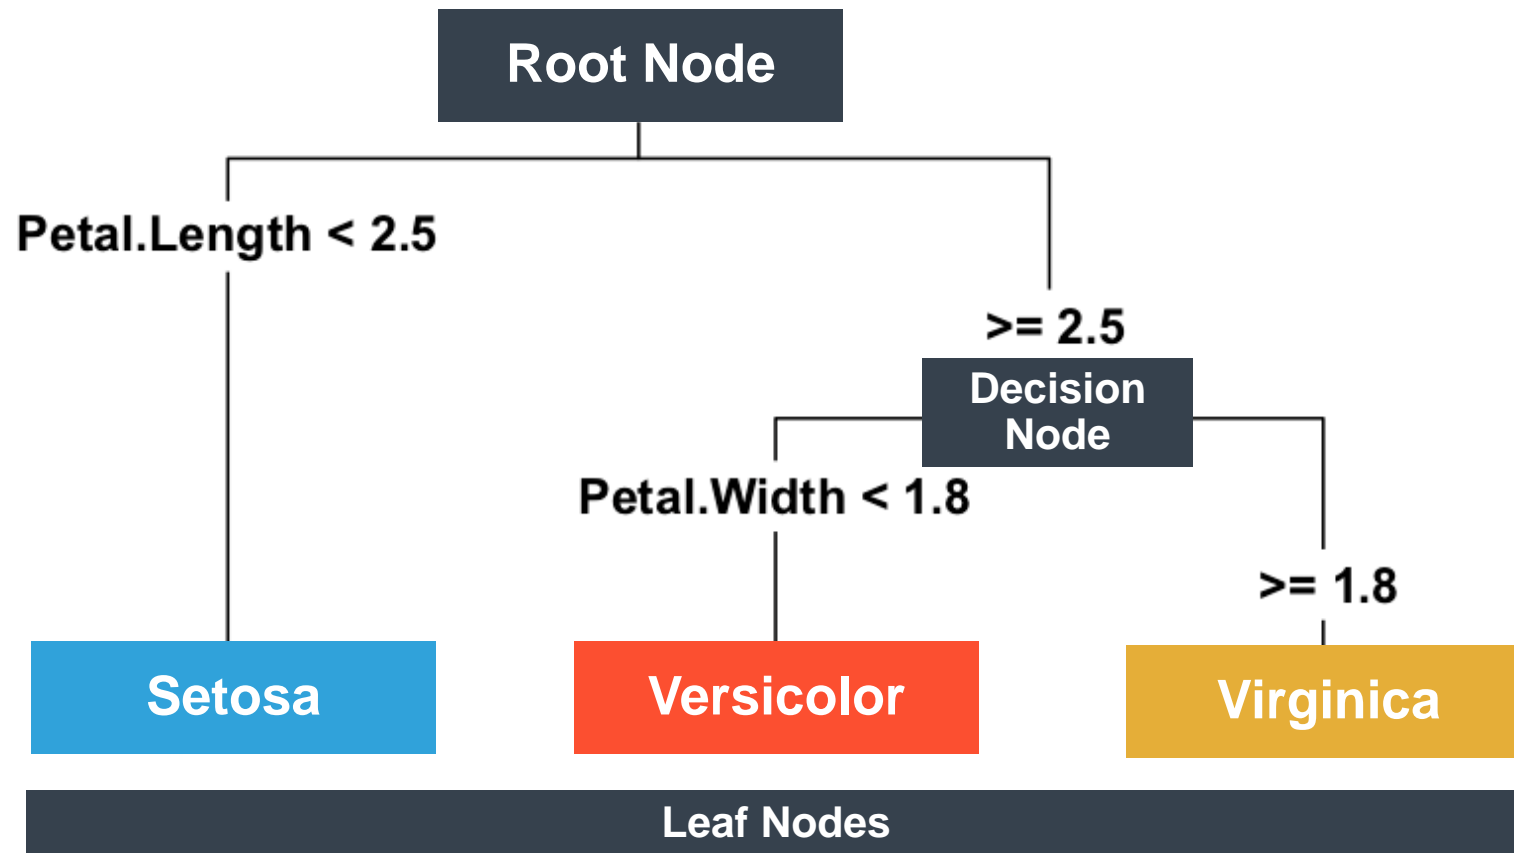 Root Node
Petal.Length < 2.5
>= 2.5
Decision
Node
Petal.Width < 1.8
>= 1.8
Setosa
Versicolor
Virginica
Leaf Nodes